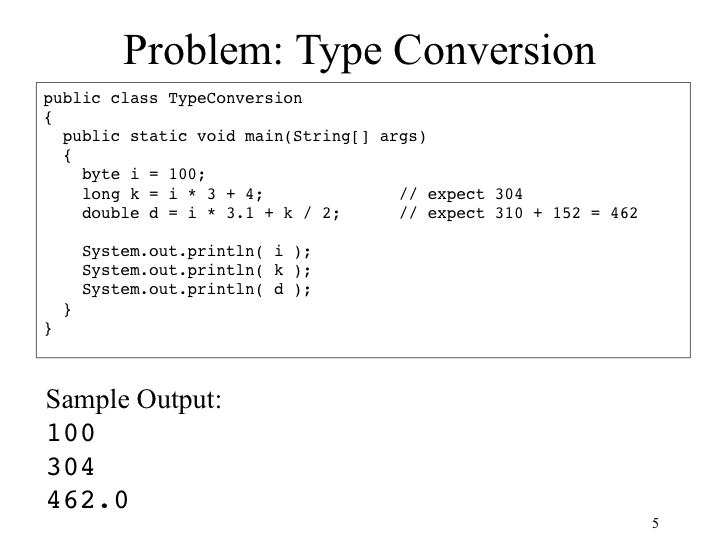 Problem: Type Conversion
public class TypeConversion
{
  public static void main(String[] args)
  {
    byte i = 100;
    long k = i * 3 + 4;              // expect 304
    double d = i * 3.1 + k / 2;      // expect 310 + 152 = 462
    System.out.println( i );
    System.out.println( k );
    System.out.println( d );
  }
}
Sample Output:
100
304
462.0
5